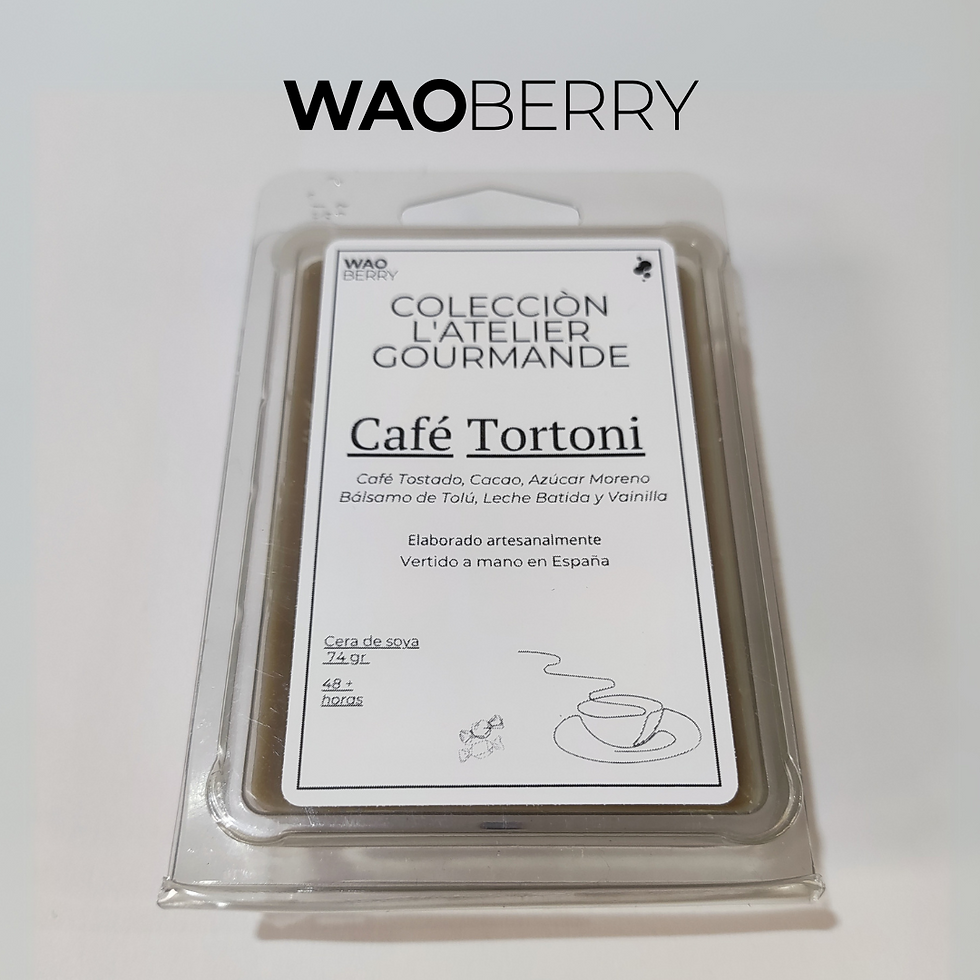 WAOBERRY
WAO
BERRY
COLECCIÒN
L'ATELIER
GOURMANDE
Café Tortoni
Café Tostado, Cacao, Azúcar Moreno
Bálsamo de Tolú, Leche Batida y Vainilla
Elaborado artesanalmente
Vertido a mano en España
Cera de soya
74 gr
48 +
horas